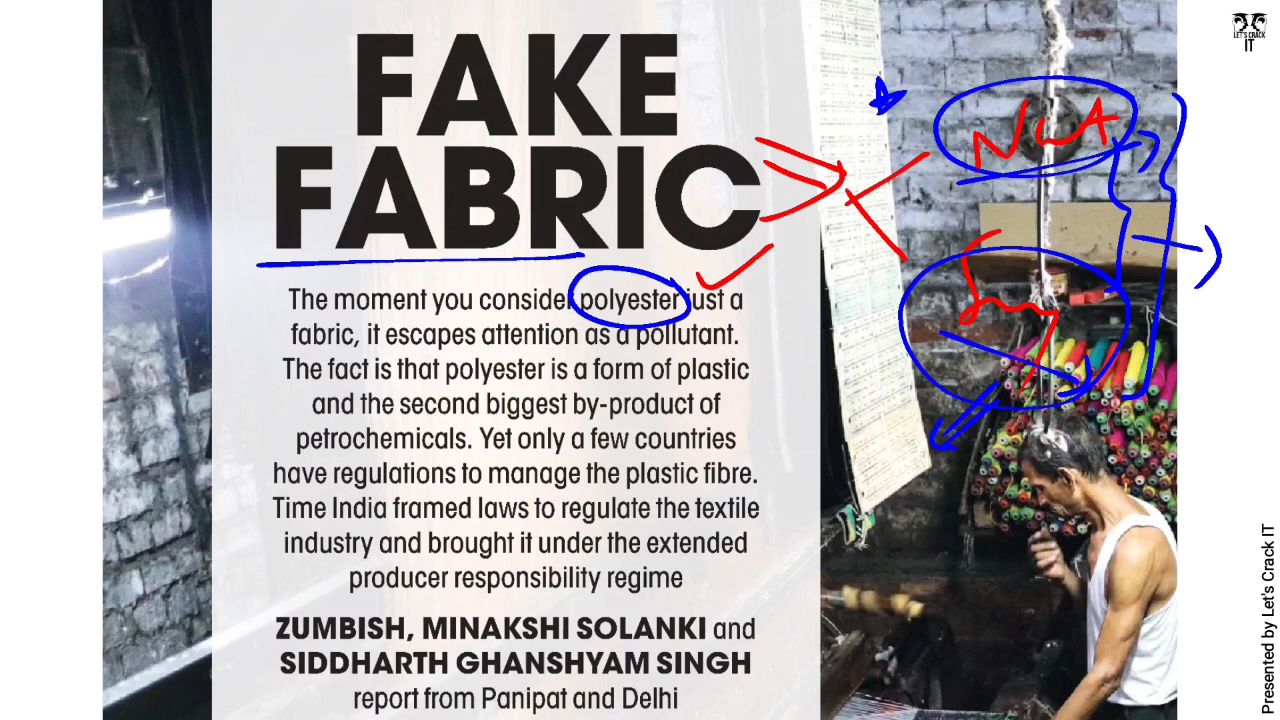 FAKE
FABRIC
The moment you consider polyester just a
fabric, it escapes attention as a pollutant.
The fact is that polyester is a form of plastic
and the second biggest by-product of
petrochemicals. Yet only a few countries
have regulations to manage the plastic fibre.
Time India framed laws to regulate the textile
industry and brought it under the extended
producer responsibility regime
ZUMBISH, MINAKSHI SOLANKI and
SIDDHARTH GHANSHYAM SINGH
report from Panipat and Delhi
LET'S CRACK
IT
Presented by Let's Crack IT